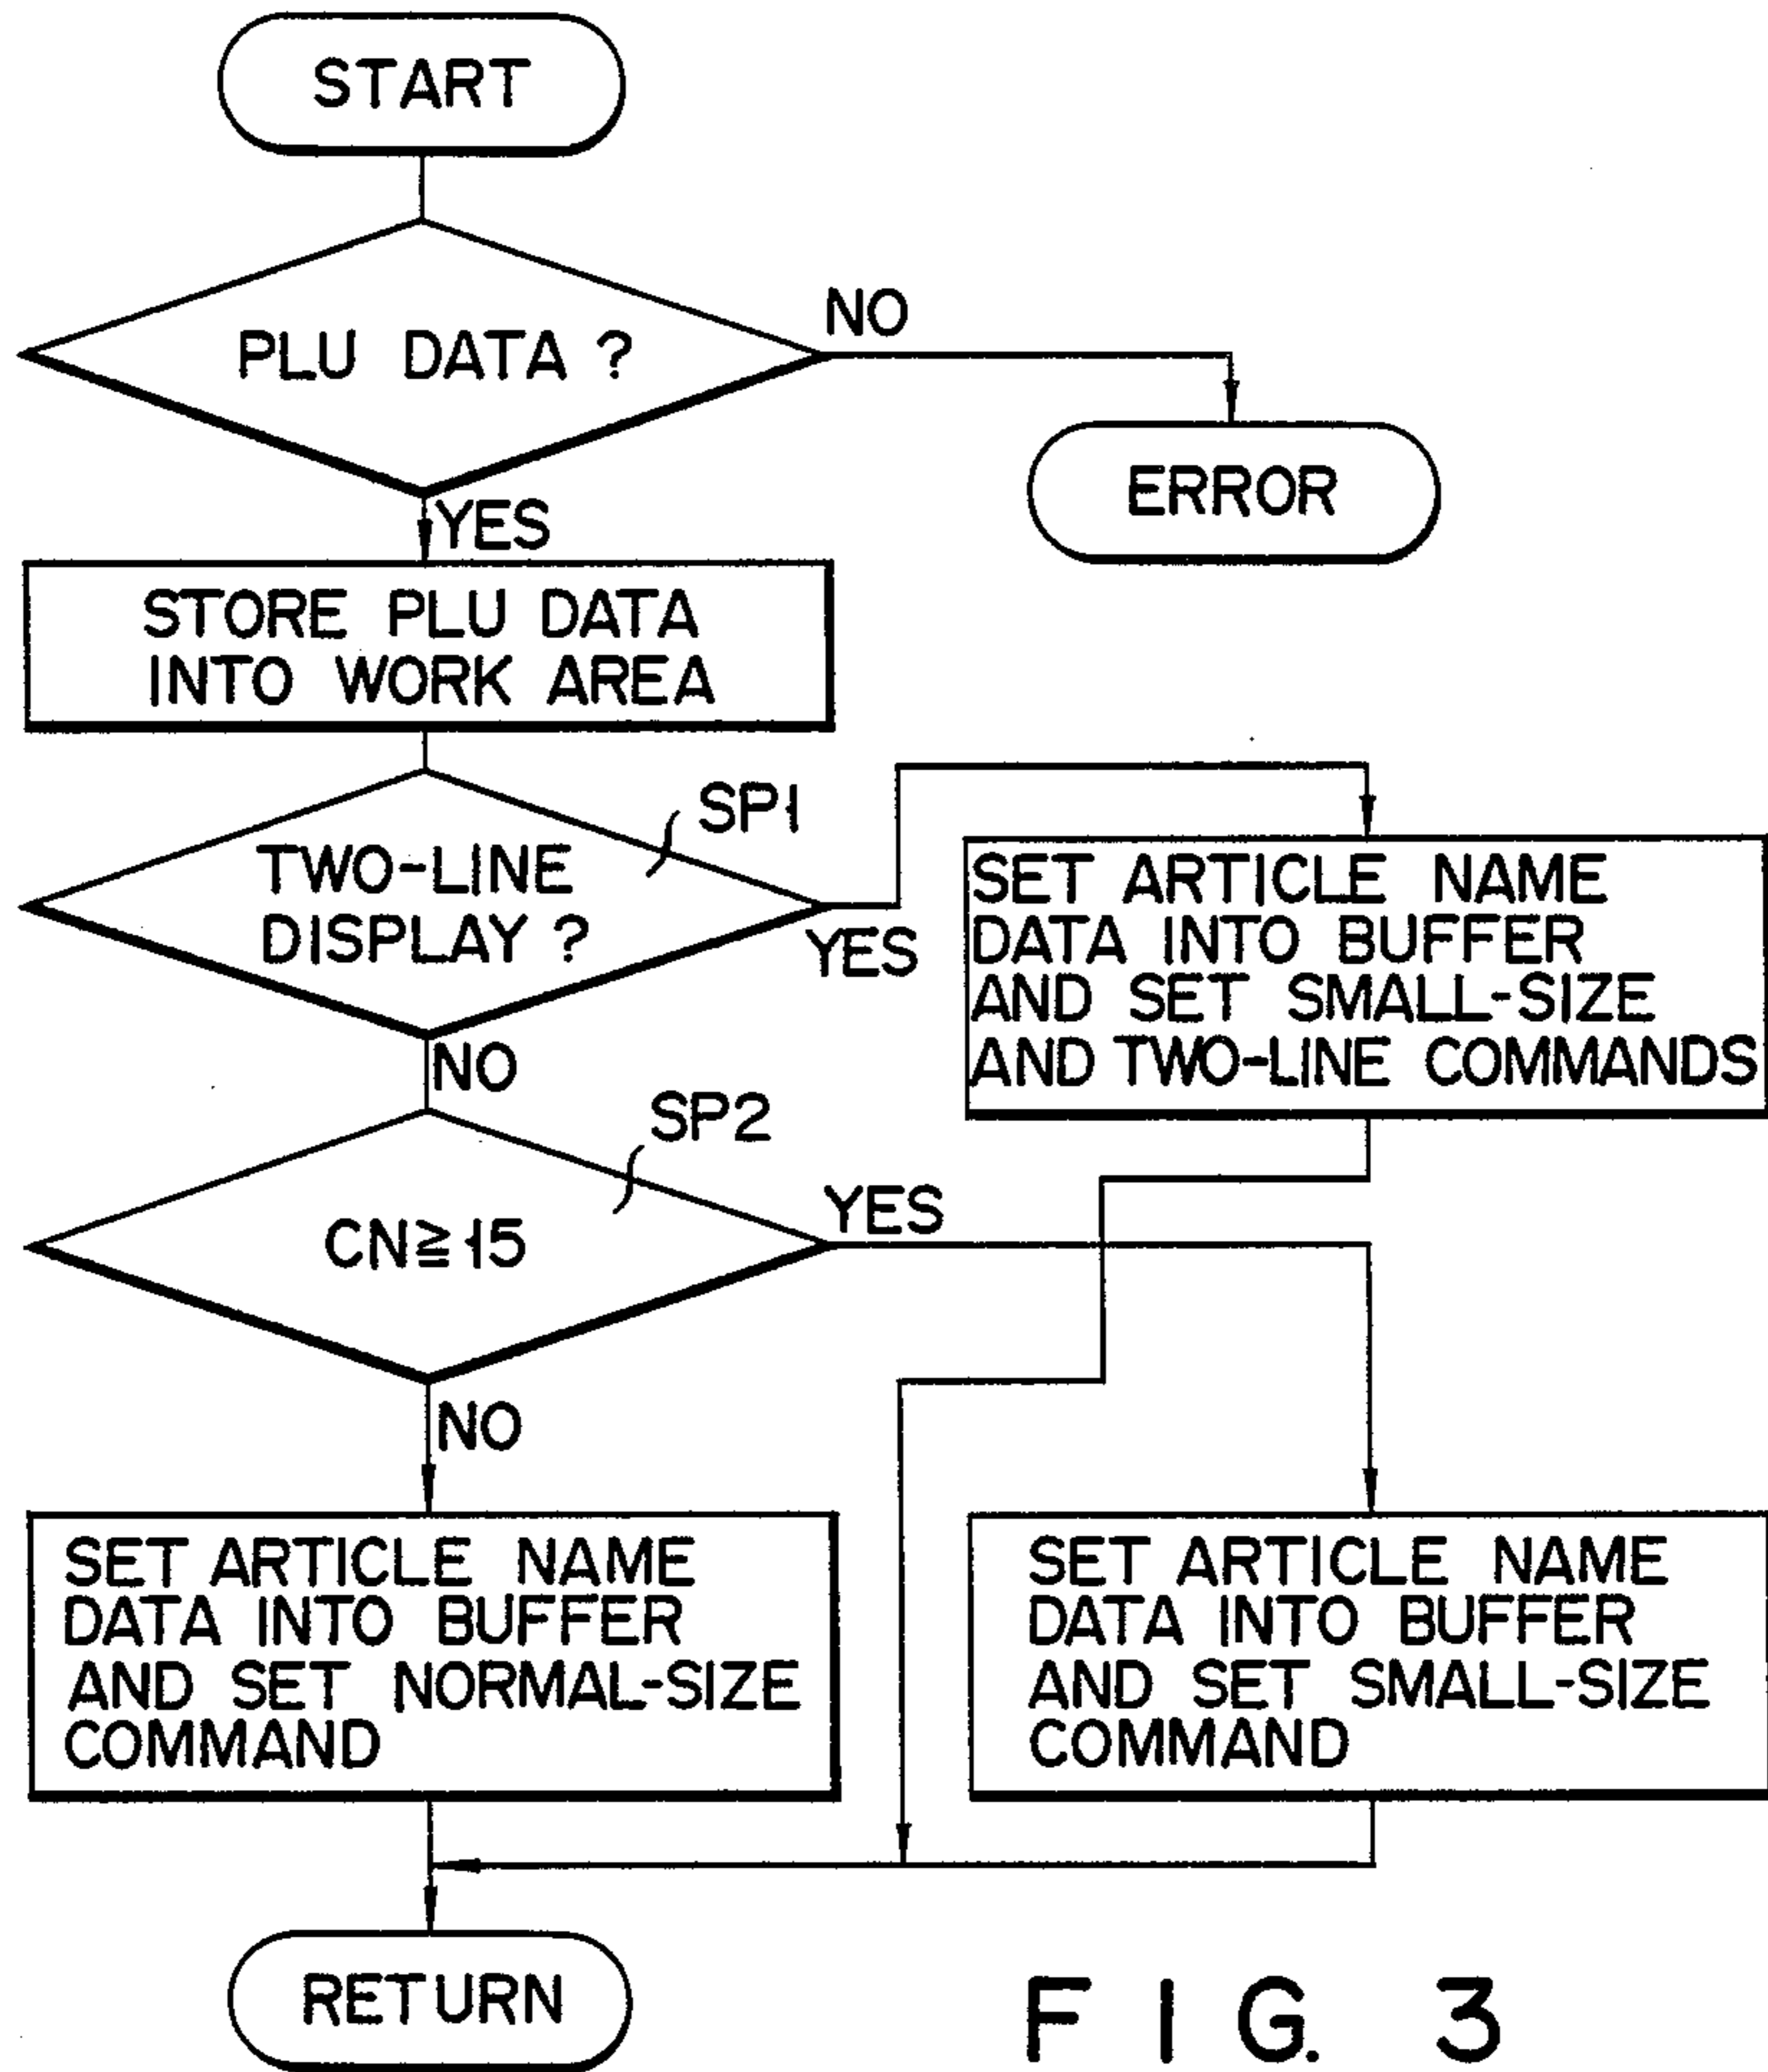 START
PLU DATA ?
NO
ERROR
YES
STORE PLU DATA
INTO WORK AREA
SP1
TWO-LINE
DISPLAY ?
YES
SET ARTICLE NAME
DATA INTO BUFFER
AND SET SMALL-SIZE
AND TWO-LINE COMMANDS
NO
SP2
CN≧15
YES
NO
SET ARTICLE NAME
DATA INTO BUFFER
AND SET NORMAL-SIZE
COMMAND
SET ARTICLE NAME
DATA INTO BUFFER
AND SET SMALL-SIZE
COMMAND
RETURN
FIG. 3